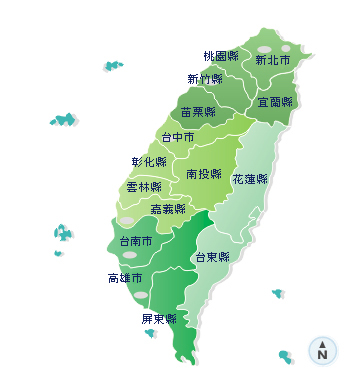 桃園縣
新北市
新竹縣
宜蘭縣
苗栗縣
台中市
彰化縣
南投縣
花蓮縣
雲林縣
嘉義縣
台南市
台東縣
高雄市
屏東縣
N